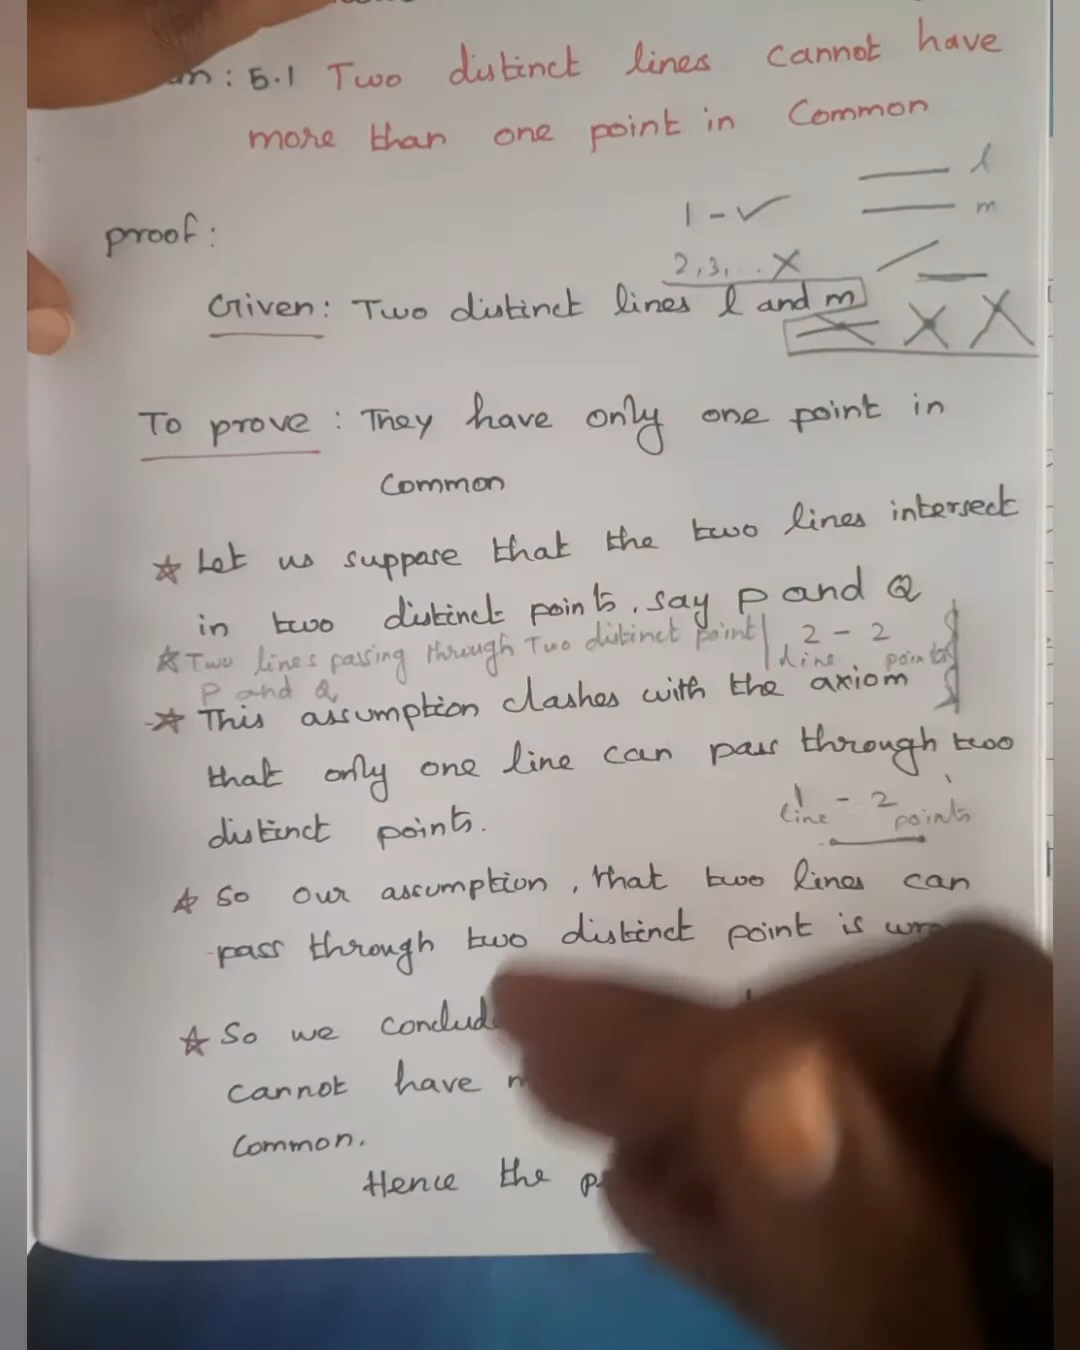 : 5.1 Two distinct lines cannot have
more than one point in Common
l
m
1 - ✓
2,3, .. X
proof :
Given : Two distinct lines l and m
To prove : They have only one point in
Common
☆ Let us suppase that the two lines intersect
in two distinct points, say p and Q
☆ Two lines passing through Two distinct point
p and Q
2 - 2
line points
☆ This assumption clashes with the axiom
that only one line can pass through two
distinct points.
1 - 2
line points
☆ So our assumption, that two lines can
pass through two distinct point is
☆ So we
cannot have
Common.
Hence the